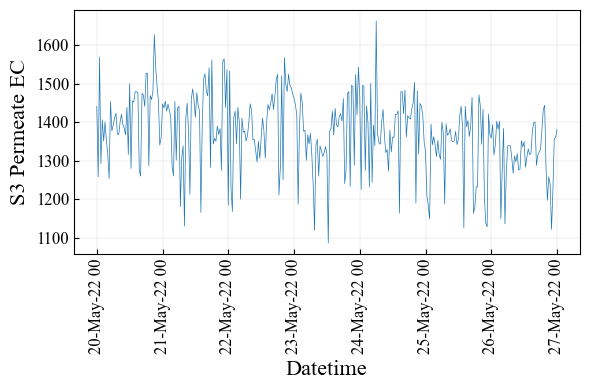 S3 Permeate EC
1600
1500
1400
1300
1200
1100
20-May-22 00
21-May-22 00
22-May-22 00
23-May-22 00
24-May-22 00
25-May-22 00
26-May-22 00
27-May-22 00
Datetime